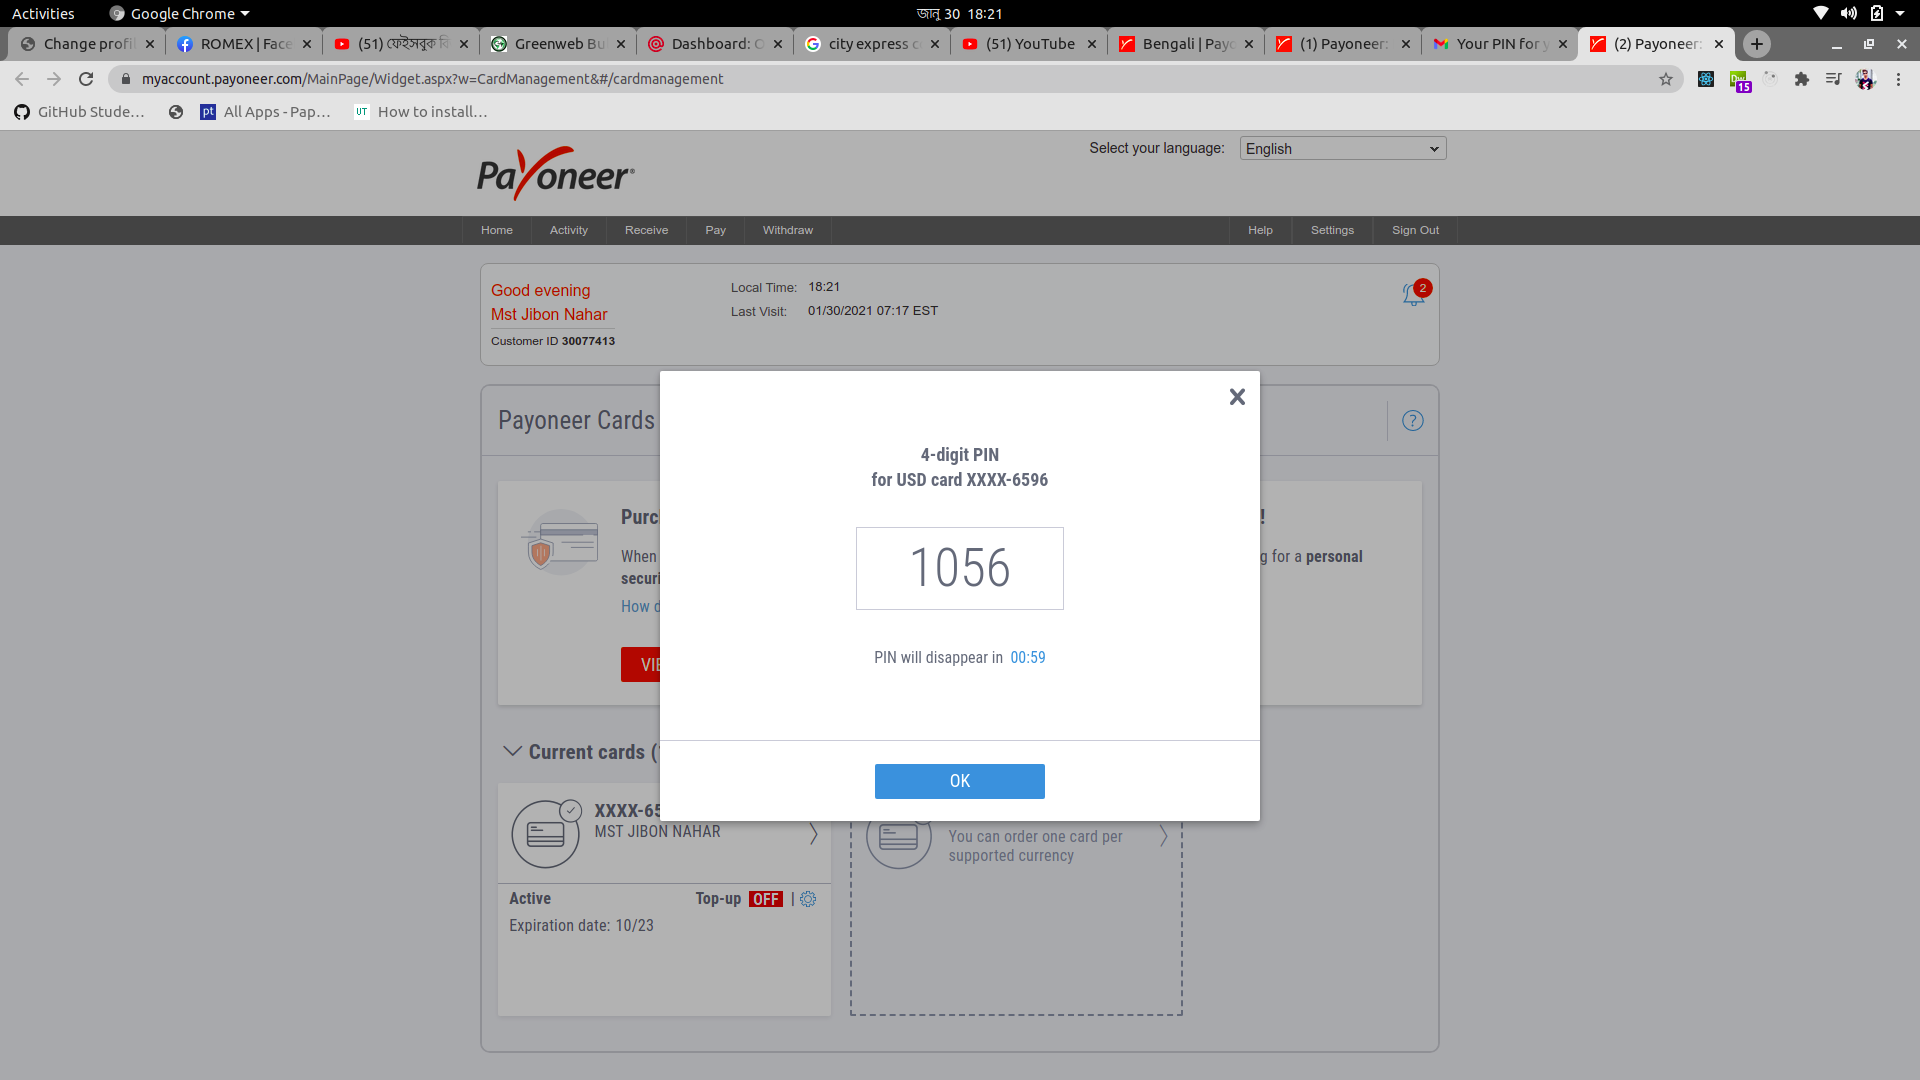 Activities
Google Chrome
জানু 30 18:21
Change profil
ROMEX | Face
(51) ফেইসবুক বি
Greenweb Bul
Dashboard: O
city express c
(51) YouTube
Bengali | Payo
(1) Payoneer:
Your PIN for y
(2) Payoneer:
myaccount.payoneer.com/MainPage/Widget.aspx?w=CardManagement&#/cardmanagement
15
GitHub Stude...
pt All Apps - Pap...
UT How to install...
Payoneer
Select your language: English
Home Activity Receive Pay Withdraw Help Settings Sign Out
Good evening
Mst Jibon Nahar
Customer ID 30077413
Local Time: 18:21
Last Visit: 01/30/2021 07:17 EST
2
Payoneer Cards
?
4-digit PIN
for USD card XXXX-6596
1056
PIN will disappear in 00:59
OK
Purc
!
When
g for a personal
securi
How d
VIE
Current cards (
XXXX-65
MST JIBON NAHAR
Active Top-up OFF |
Expiration date: 10/23
You can order one card per
supported currency